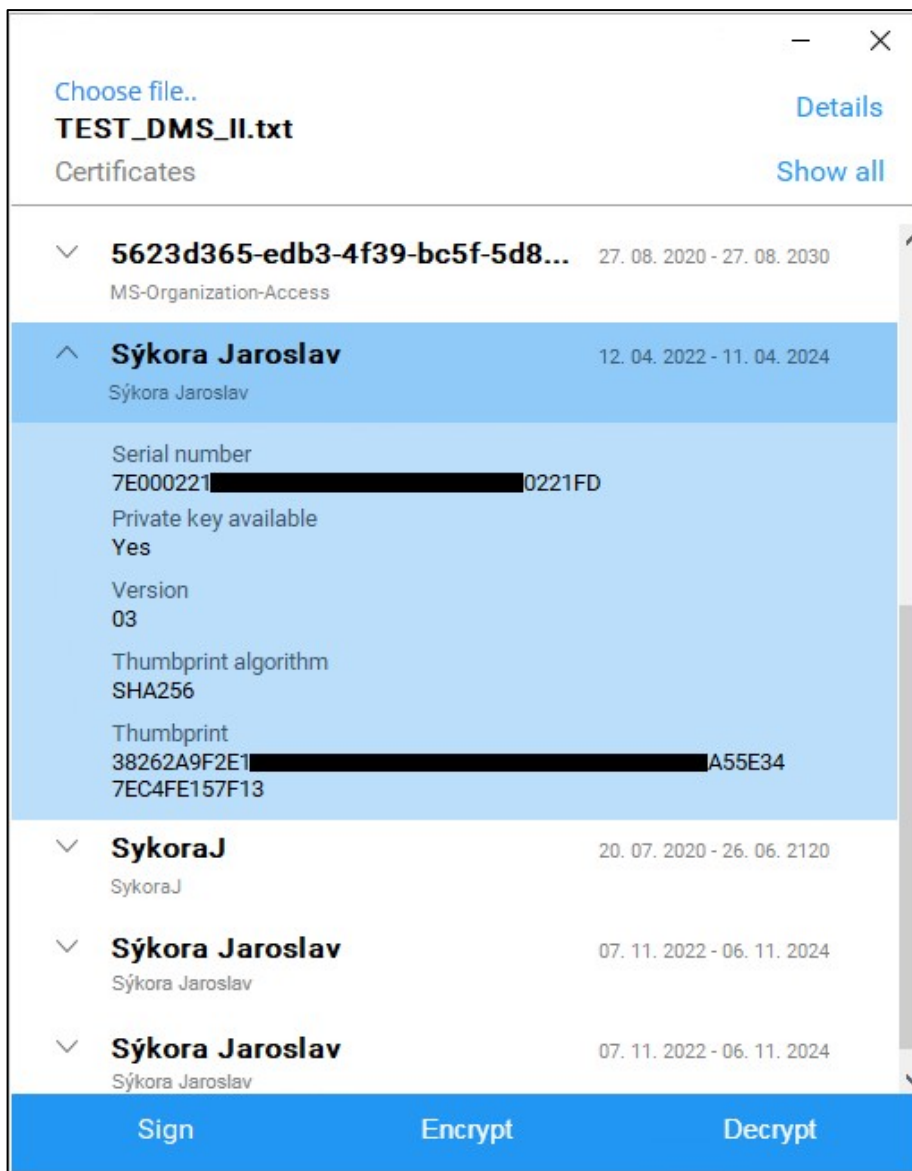 Choose file..
Details
TEST_DMS_II.txt
Certificates
Show all
5623d365-edb3-4f39-bc5f-5d8... 27. 08. 2020 - 27. 08. 2030
MS-Organization-Access
Sýkora Jaroslav 12. 04. 2022 - 11. 04. 2024
Sýkora Jaroslav
Serial number
7E000221 0221FD
Private key available
Yes
Version
03
Thumbprint algorithm
SHA256
Thumbprint
38262A9F2E1 A55E34
7EC4FE157F13
SykoraJ 20. 07. 2020 - 26. 06. 2120
SykoraJ
Sýkora Jaroslav 07. 11. 2022 - 06. 11. 2024
Sýkora Jaroslav
Sýkora Jaroslav 07. 11. 2022 - 06. 11. 2024
Sýkora Jaroslav
Sign Encrypt Decrypt